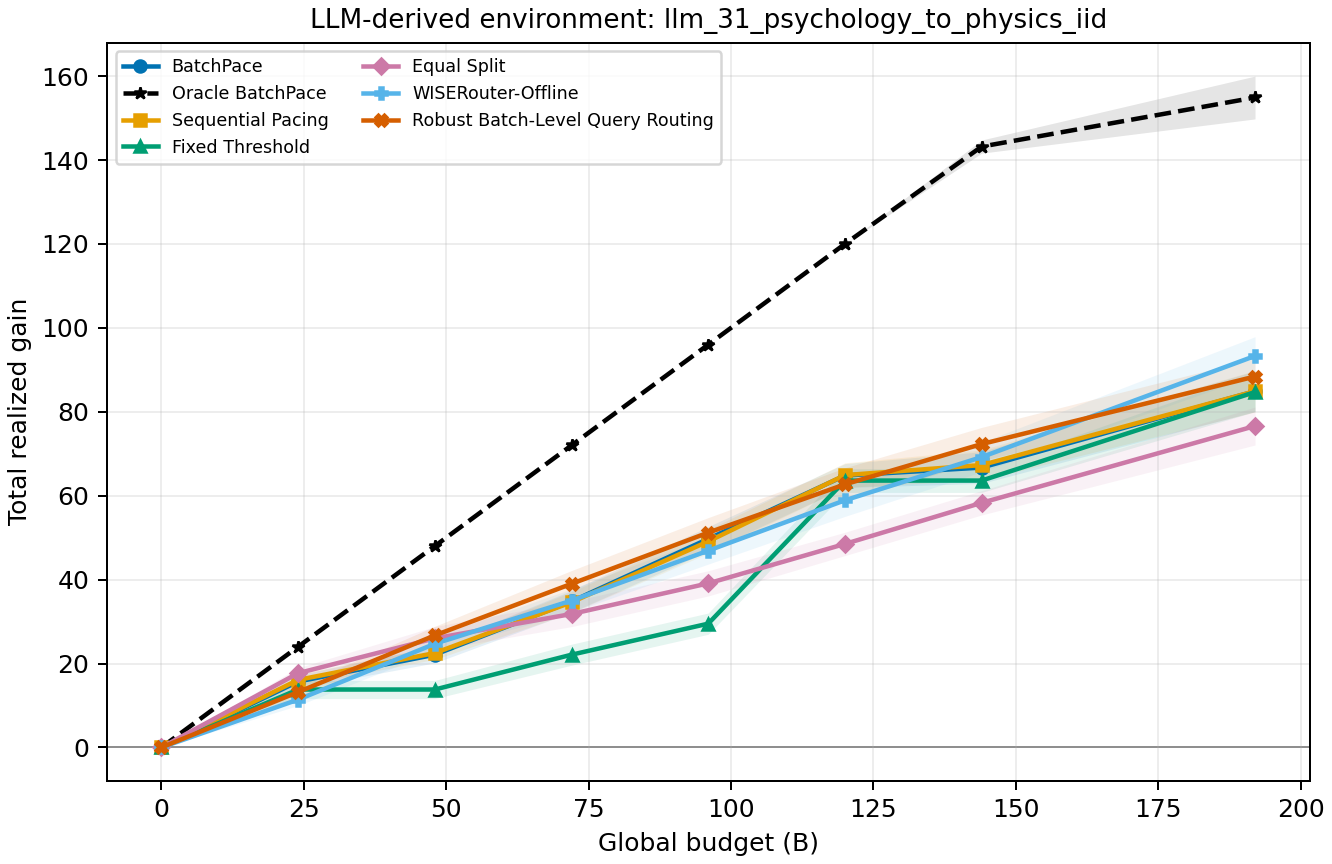 LLM-derived environment: llm_31_psychology_to_physics_iid
BatchPace
Oracle BatchPace
Sequential Pacing
Fixed Threshold
Equal Split
WISERouter-Offline
Robust Batch-Level Query Routing
Total realized gain
160
140
120
100
80
60
40
20
0
0 25 50 75 100 125 150 175 200
Global budget (B)